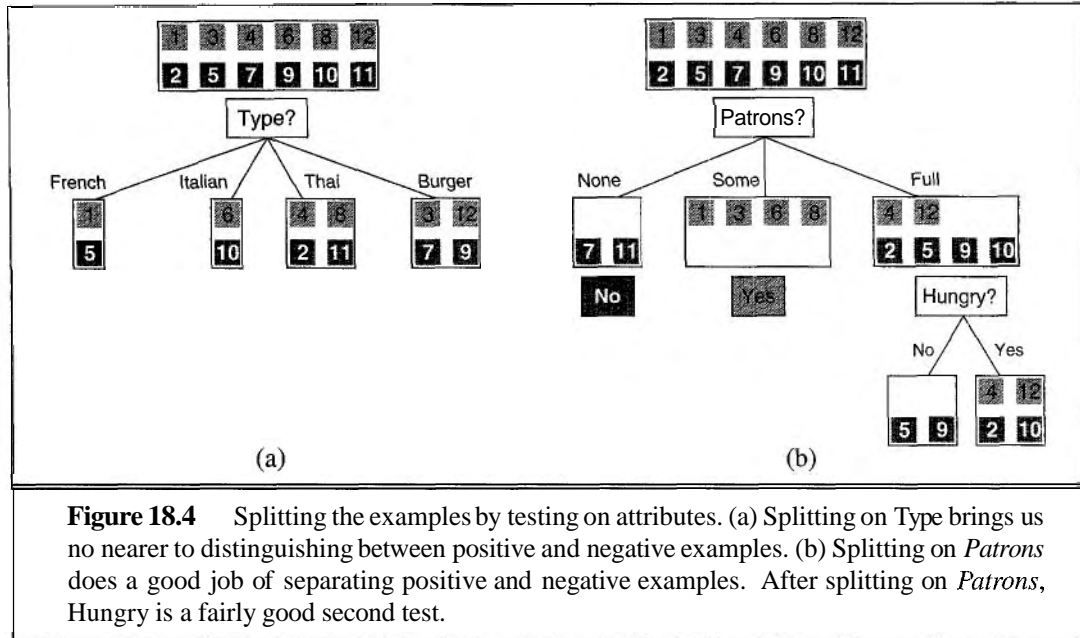 1 3 4 6 8 12
2 5 7 9 10 11
Type?
French Italian Thai Burger
1 6 4 8 3 12
5 10 2 11 7 9
(a)
1 3 4 6 8 12
2 5 7 9 10 11
Patrons?
None Some Full
1 3 6 8 4 12
7 11 2 5 9 10
No Yes Hungry?
No Yes
4 12
5 9 2 10
(b)
Figure 18.4 Splitting the examples by testing on attributes. (a) Splitting on Type brings us
no nearer to distinguishing between positive and negative examples. (b) Splitting on Patrons
does a good job of separating positive and negative examples. After splitting on Patrons,
Hungry is a fairly good second test.